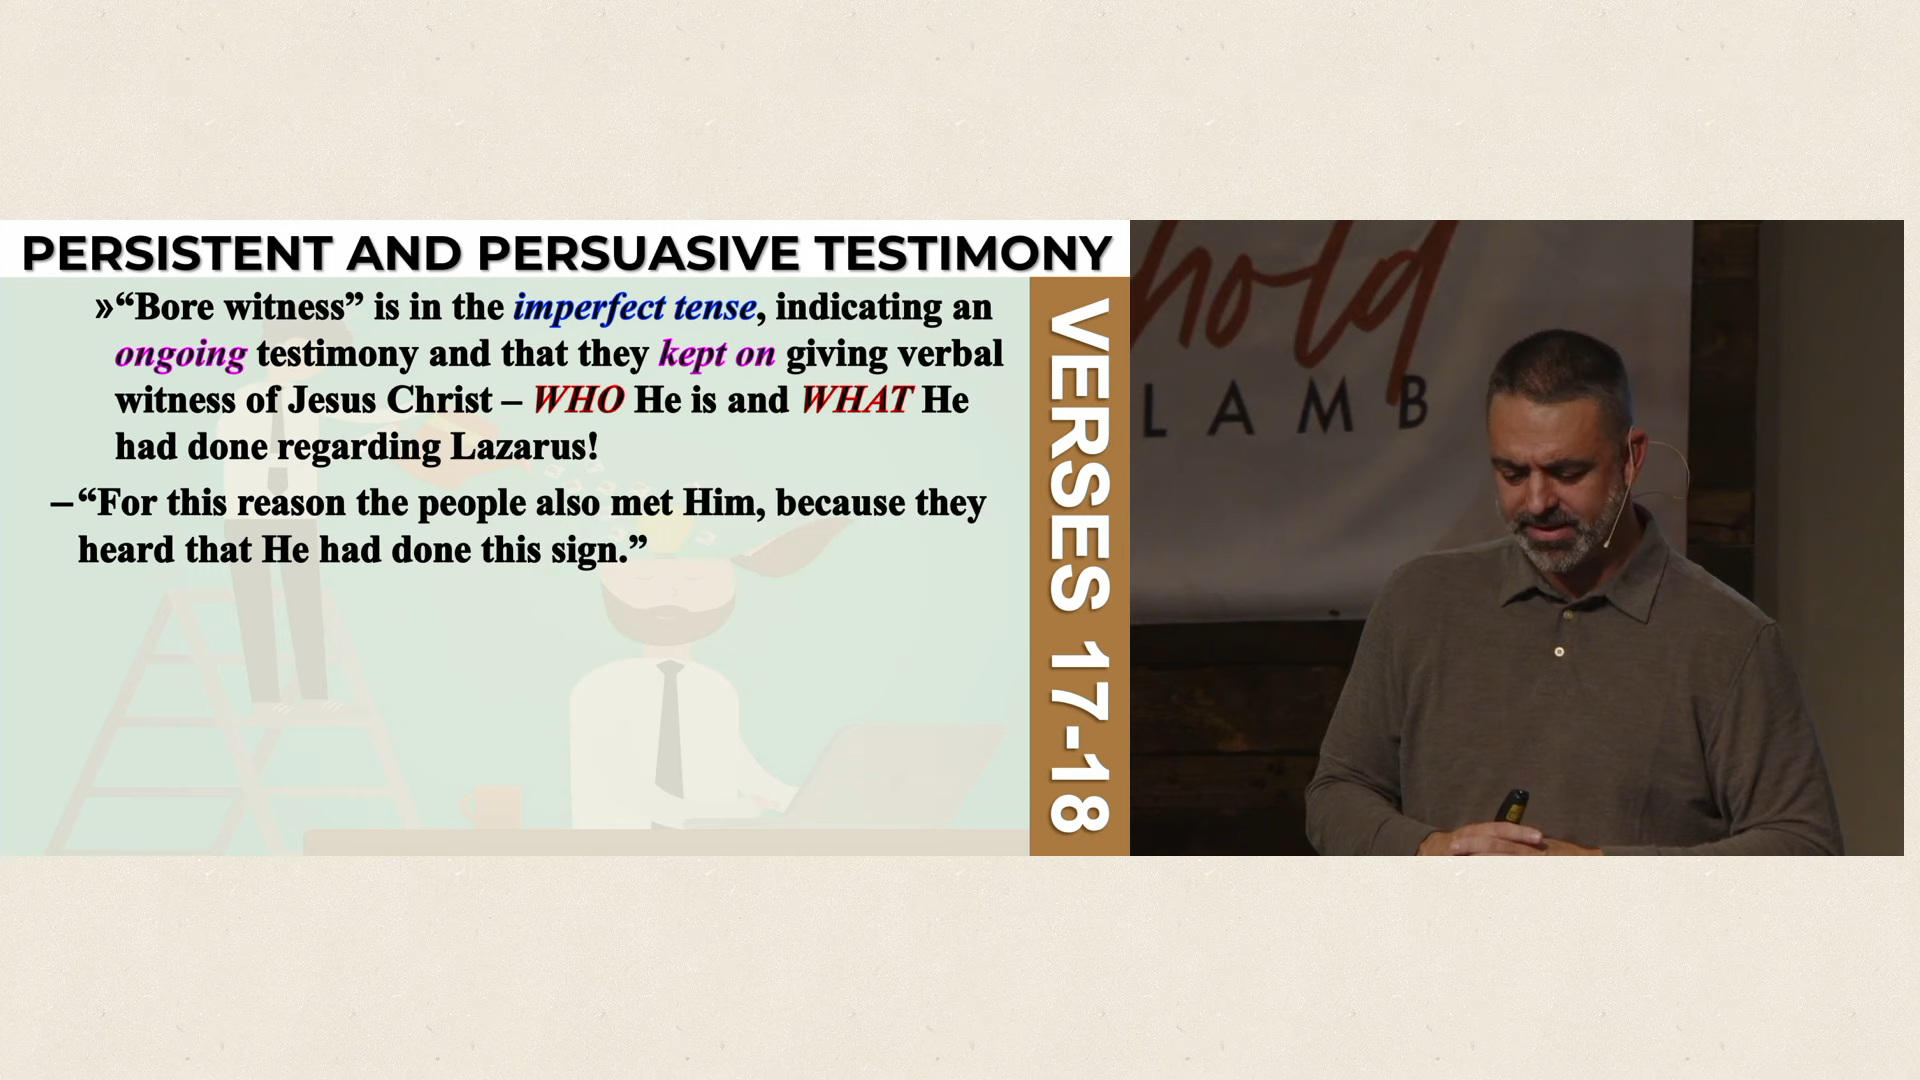 PERSISTENT AND PERSUASIVE TESTIMONY
»“Bore witness” is in the imperfect tense, indicating an
ongoing testimony and that they kept on giving verbal
witness of Jesus Christ – WHO He is and WHAT He
had done regarding Lazarus!
–“For this reason the people also met Him, because they
heard that He had done this sign.”
VERSES 17-18
hold
LAMB